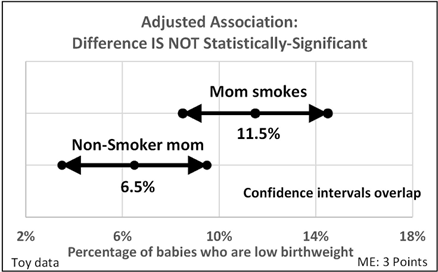 Adjusted Association:
Difference IS NOT Statistically-Significant
Mom smokes
11.5%
Non-Smoker mom
6.5%
Confidence intervals overlap
2% 6% 10% 14% 18%
Percentage of babies who are low birthweight
Toy data ME: 3 Points